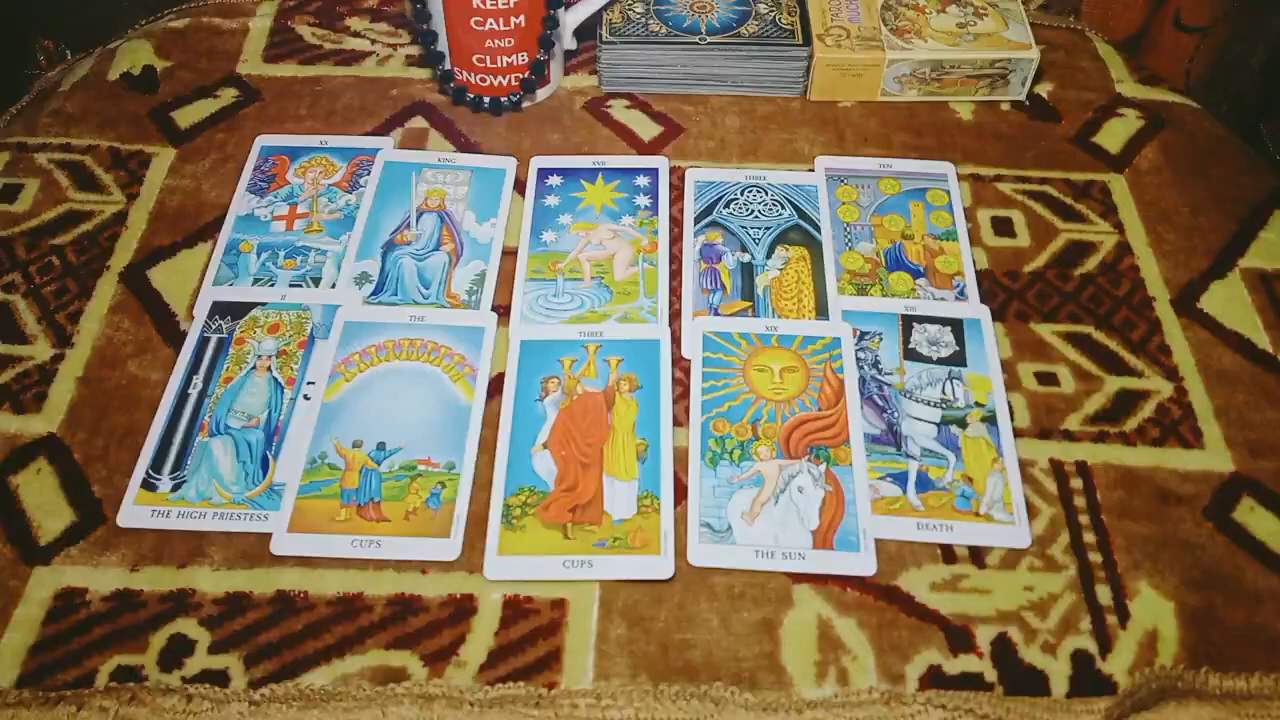 KEEP
CALM
AND
CLIMB
SNOWD
TAROT
XX
KING
XVII
THREE
TEN
II
B
THE HIGH PRIESTESS
THE
CUPS
THREE
CUPS
XIX
THE SUN
XIII
DEATH